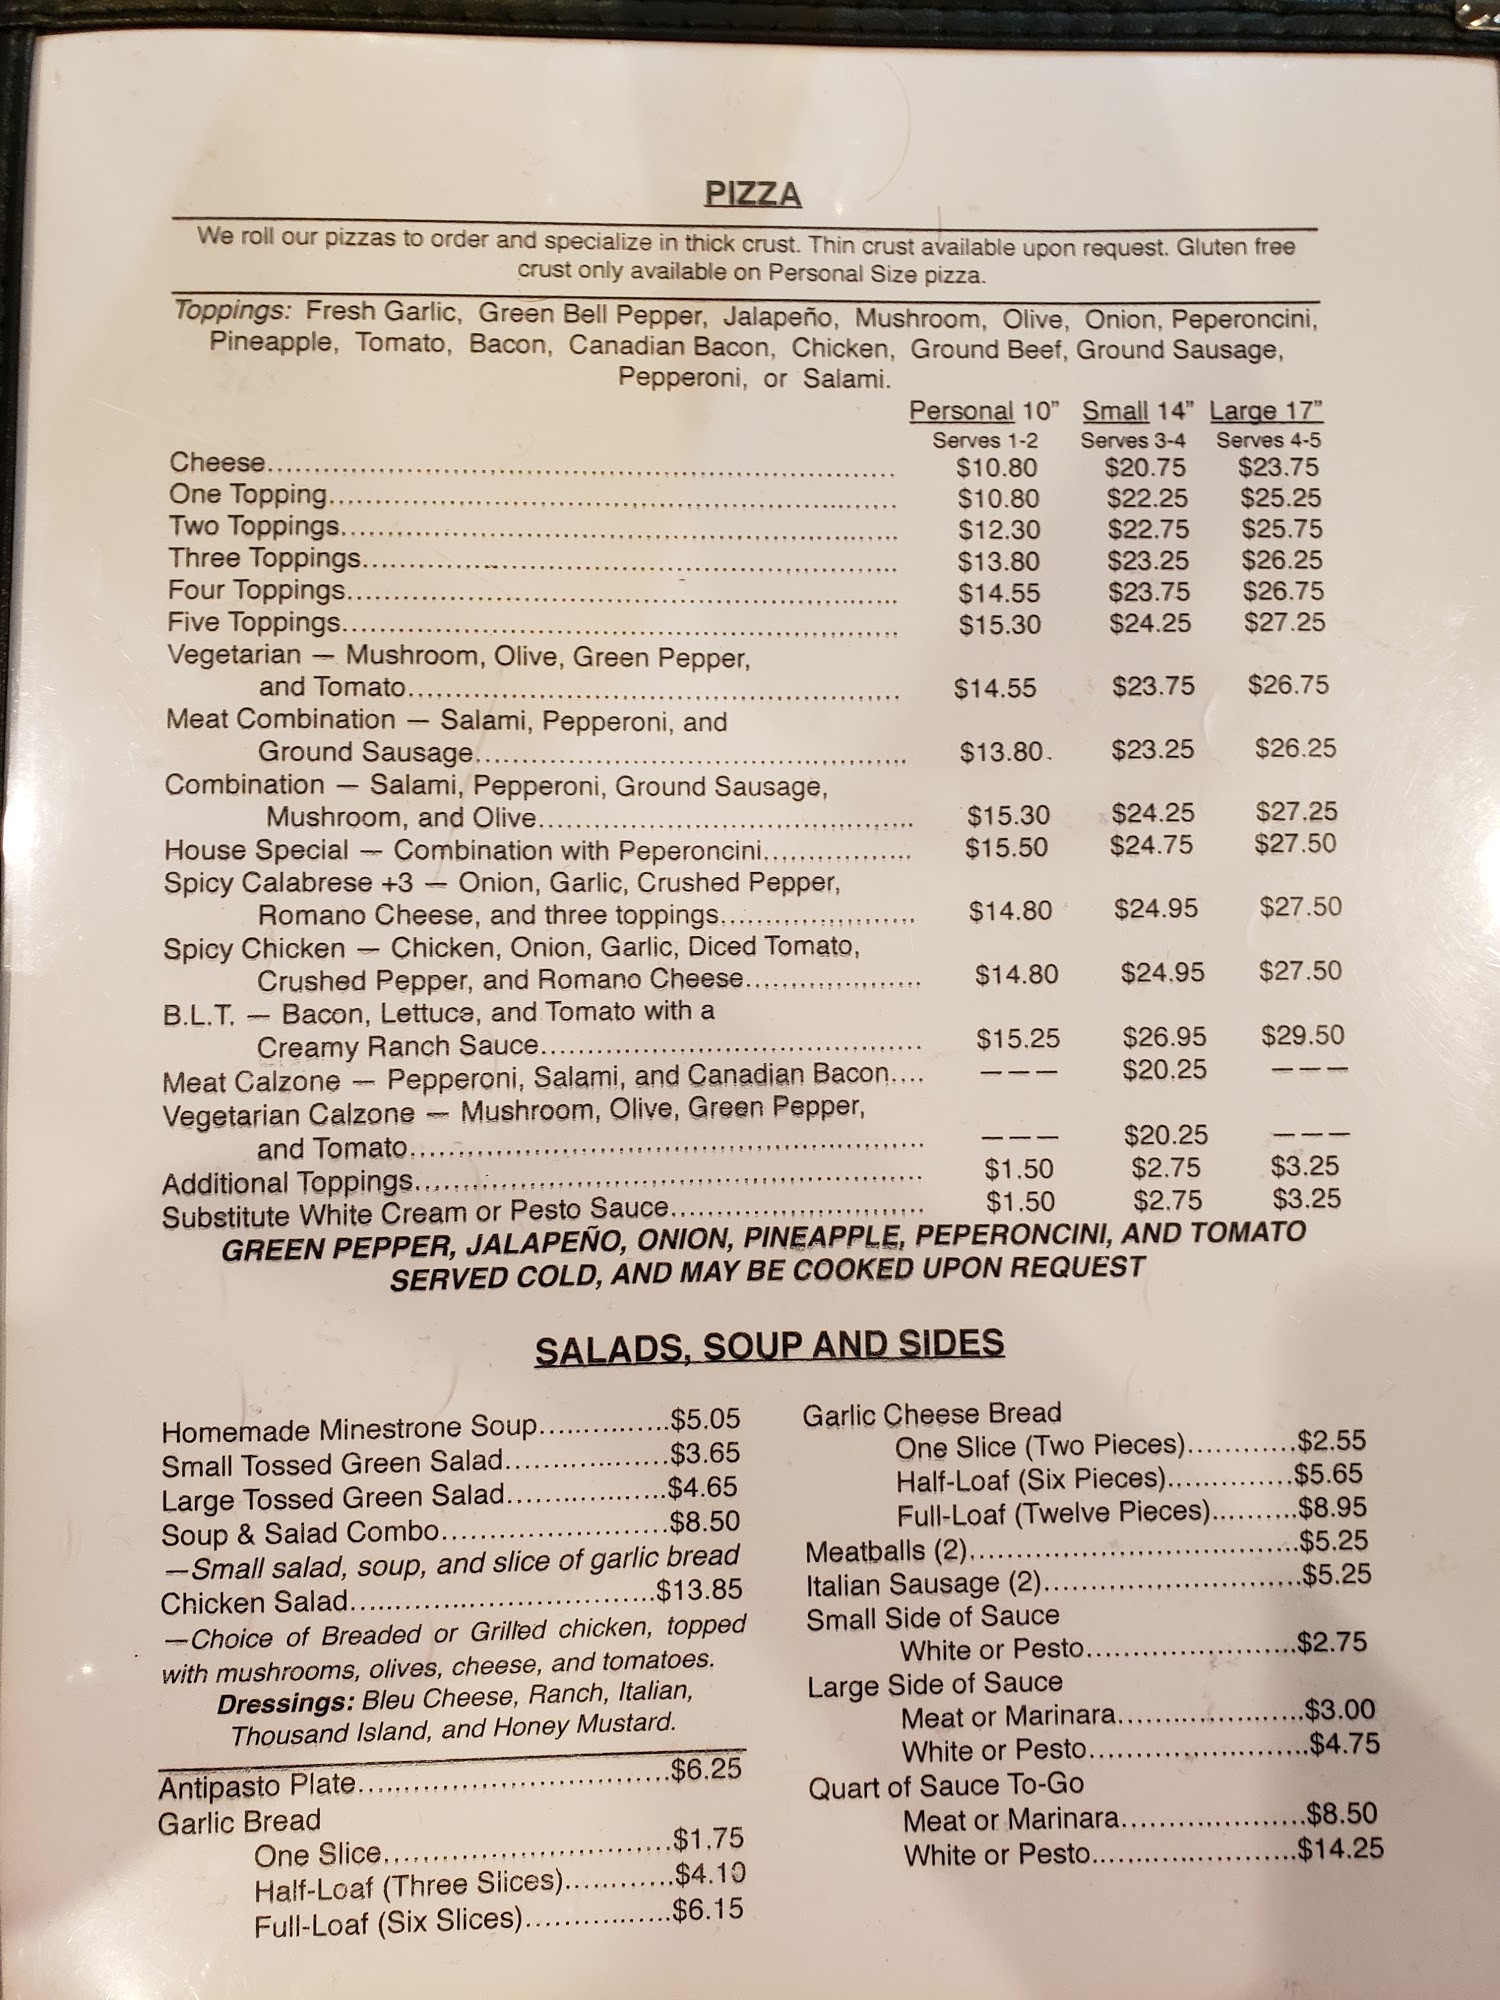 PIZZA
We roll our pizzas to order and specialize in thick crust. Thin crust available upon request. Gluten free
crust only available on Personal Size pizza.
Toppings: Fresh Garlic, Green Bell Pepper, Jalapeño, Mushroom, Olive, Onion, Peperoncini,
Pineapple, Tomato, Bacon, Canadian Bacon, Chicken, Ground Beef, Ground Sausage,
Pepperoni, or Salami.
Personal 10” Small 14” Large 17”
Serves 1-2 Serves 3-4 Serves 4-5
Cheese.......... $10.80 $20.75 $23.75
One Topping.......... $10.80 $22.25 $25.25
Two Toppings.......... $12.30 $22.75 $25.75
Three Toppings.......... $13.80 $23.25 $26.25
Four Toppings.......... $14.55 $23.75 $26.75
Five Toppings.......... $15.30 $24.25 $27.25
Vegetarian — Mushroom, Olive, Green Pepper,
and Tomato.......... $14.55 $23.75 $26.75
Meat Combination — Salami, Pepperoni, and
Ground Sausage.......... $13.80. $23.25 $26.25
Combination — Salami, Pepperoni, Ground Sausage,
Mushroom, and Olive.......... $15.30 $24.25 $27.25
House Special — Combination with Peperoncini.......... $15.50 $24.75 $27.50
Spicy Calabrese +3 — Onion, Garlic, Crushed Pepper,
Romano Cheese, and three toppings.......... $14.80 $24.95 $27.50
Spicy Chicken — Chicken, Onion, Garlic, Diced Tomato,
Crushed Pepper, and Romano Cheese.......... $14.80 $24.95 $27.50
B.L.T. — Bacon, Lettuce, and Tomato with a
Creamy Ranch Sauce.......... $15.25 $26.95 $29.50
Meat Calzone — Pepperoni, Salami, and Canadian Bacon.... — — — $20.25 — — —
Vegetarian Calzone — Mushroom, Olive, Green Pepper,
and Tomato.......... — — — $20.25 — — —
Additional Toppings.......... $1.50 $2.75 $3.25
Substitute White Cream or Pesto Sauce.......... $1.50 $2.75 $3.25
GREEN PEPPER, JALAPEÑO, ONION, PINEAPPLE, PEPERONCINI, AND TOMATO
SERVED COLD, AND MAY BE COOKED UPON REQUEST
SALADS, SOUP AND SIDES
Homemade Minestrone Soup..........$5.05
Small Tossed Green Salad..........$3.65
Large Tossed Green Salad..........$4.65
Soup & Salad Combo..........$8.50
—Small salad, soup, and slice of garlic bread
Chicken Salad..........$13.85
—Choice of Breaded or Grilled chicken, topped
with mushrooms, olives, cheese, and tomatoes.
Dressings: Bleu Cheese, Ranch, Italian,
Thousand Island, and Honey Mustard.
Antipasto Plate..........$6.25
Garlic Bread
One Slice..........$1.75
Half-Loaf (Three Slices)..........$4.10
Full-Loaf (Six Slices)..........$6.15
Garlic Cheese Bread
One Slice (Two Pieces)..........$2.55
Half-Loaf (Six Pieces)..........$5.65
Full-Loaf (Twelve Pieces)..........$8.95
Meatballs (2)..........$5.25
Italian Sausage (2)..........$5.25
Small Side of Sauce
White or Pesto..........$2.75
Large Side of Sauce
Meat or Marinara..........$3.00
White or Pesto..........$4.75
Quart of Sauce To-Go
Meat or Marinara..........$8.50
White or Pesto..........$14.25